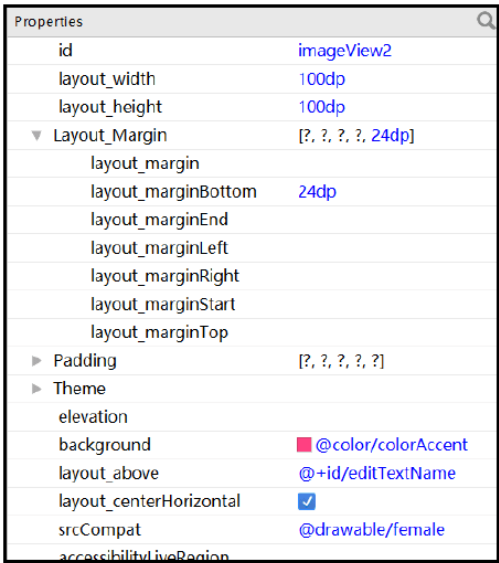 Properties
id imageView2
layout_width 100dp
layout_height 100dp
Layout_Margin [?, ?, ?, ?, 24dp]
layout_margin
layout_marginBottom 24dp
layout_marginEnd
layout_marginLeft
layout_marginRight
layout_marginStart
layout_marginTop
Padding [?, ?, ?, ?, ?]
Theme
elevation
background @color/colorAccent
layout_above @+id/editTextName
layout_centerHorizontal
srcCompat @drawable/female
accessibilityLiveRegion